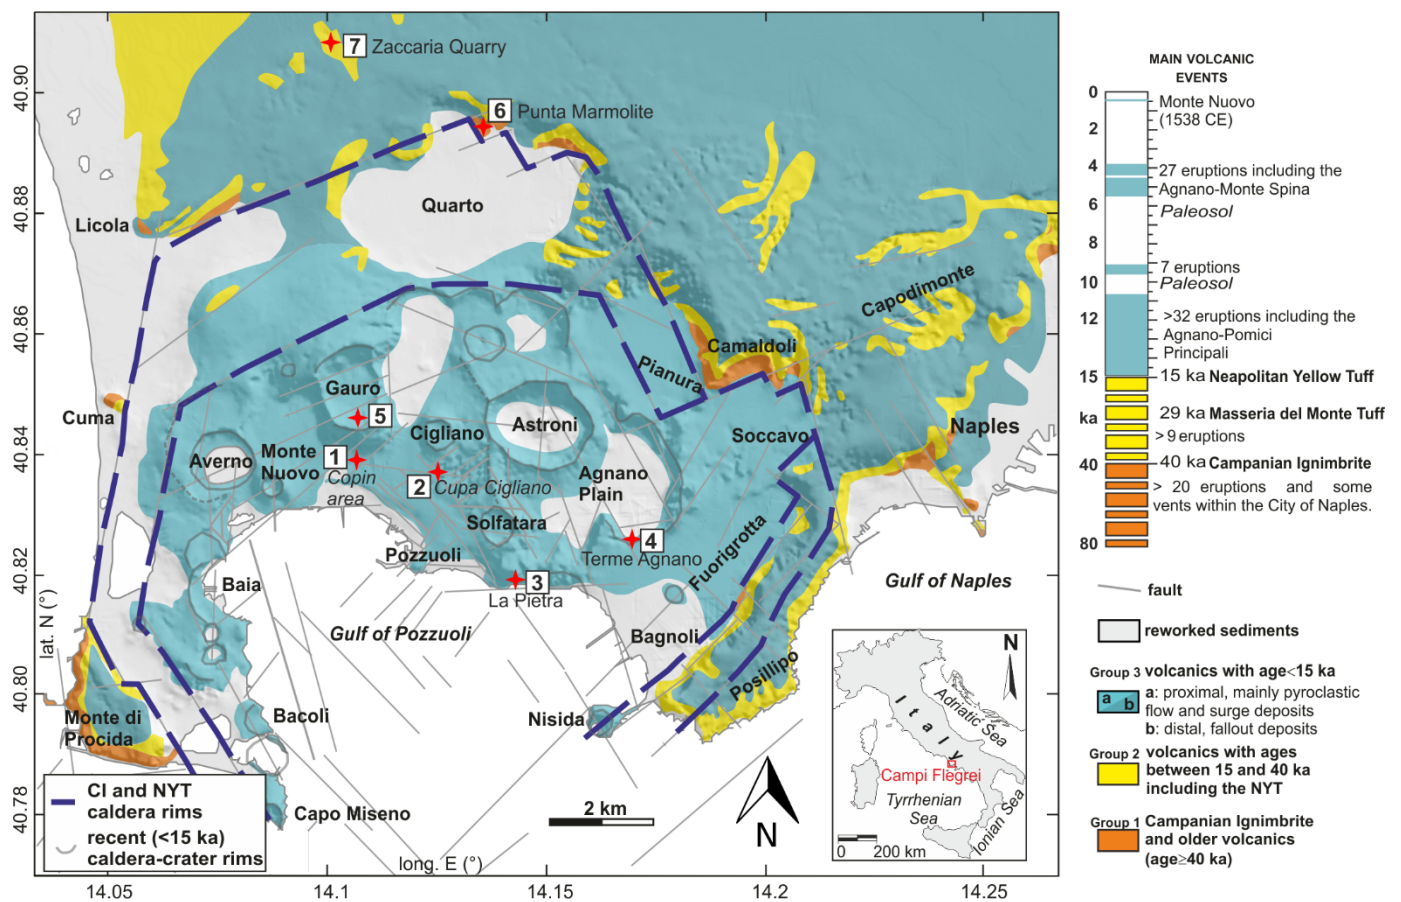 7 Zaccaria Quarry
6 Punta Marmolite
Quarto
Licola
Capodimonte
Camaldoli
Pianura
Gauro
5
Cuma
Cigliano
Astroni
Soccavo
Naples
Averno
Monte
Nuovo
1
Copin
area
2 Cupa Cigliano
Agnano
Plain
Solfatara
Fuorigrotta
4
Terme Agnano
Pozzuoli
3
La Pietra
Baia
Gulf of Naples
Gulf of Pozzuoli
Bagnoli
Posillipo
Nisida
Bacoli
Monte di
Procida
Capo Miseno
CI and NYT
caldera rims
recent (<15 ka)
caldera-crater rims
2 km
N
long. E (°)
lat. N (°)
40.90
40.88
40.86
40.84
40.82
40.80
40.78
14.05
14.1
14.15
14.2
14.25
N
Italy
Adriatic Sea
Campi Flegrei
Tyrrhenian
Sea
Ionian Sea
0 200 km
MAIN VOLCANIC
EVENTS
0
2
4
6
8
10
12
15
ka
40
80
Monte Nuovo
(1538 CE)
27 eruptions including the
Agnano-Monte Spina
Paleosol
7 eruptions
Paleosol
>32 eruptions including the
Agnano-Pomici
Principali
15 ka Neapolitan Yellow Tuff
29 ka Masseria del Monte Tuff
>9 eruptions
40 ka Campanian Ignimbrite
> 20 eruptions and some
vents within the City of Naples.
fault
reworked sediments
Group 3 volcanics with age<15 ka
a b
a: proximal, mainly pyroclastic
flow and surge deposits
b: distal, fallout deposits
Group 2 volcanics with ages
between 15 and 40 ka
including the NYT
Group 1 Campanian Ignimbrite
and older volcanics
(age≥40 ka)